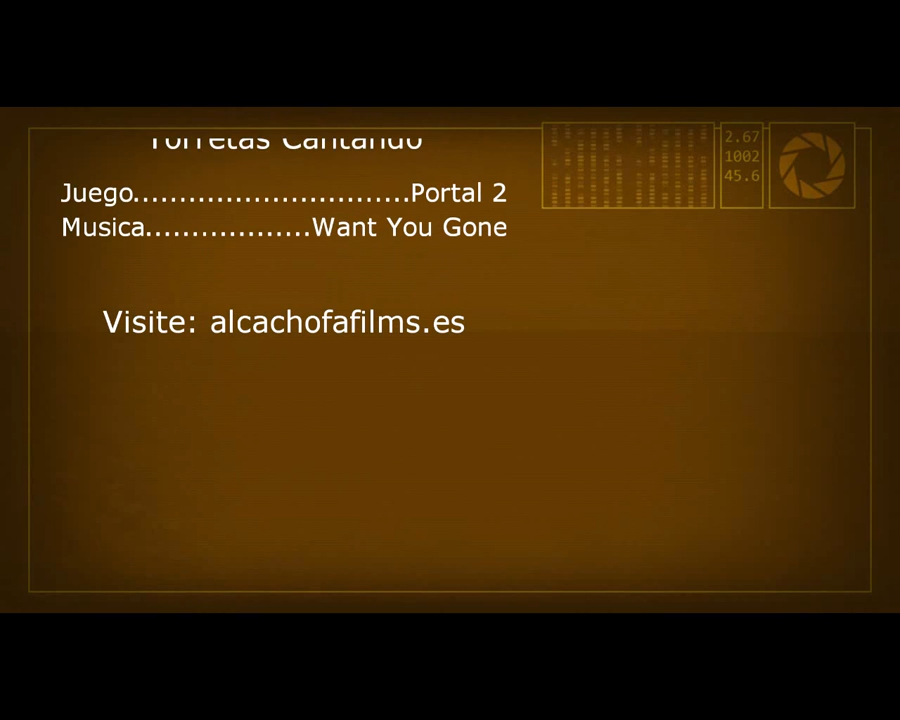 Torretas Cantando
Juego..............................Portal 2
Musica..................Want You Gone
Visite: alcachofafilms.es
2.67
1002
45.6